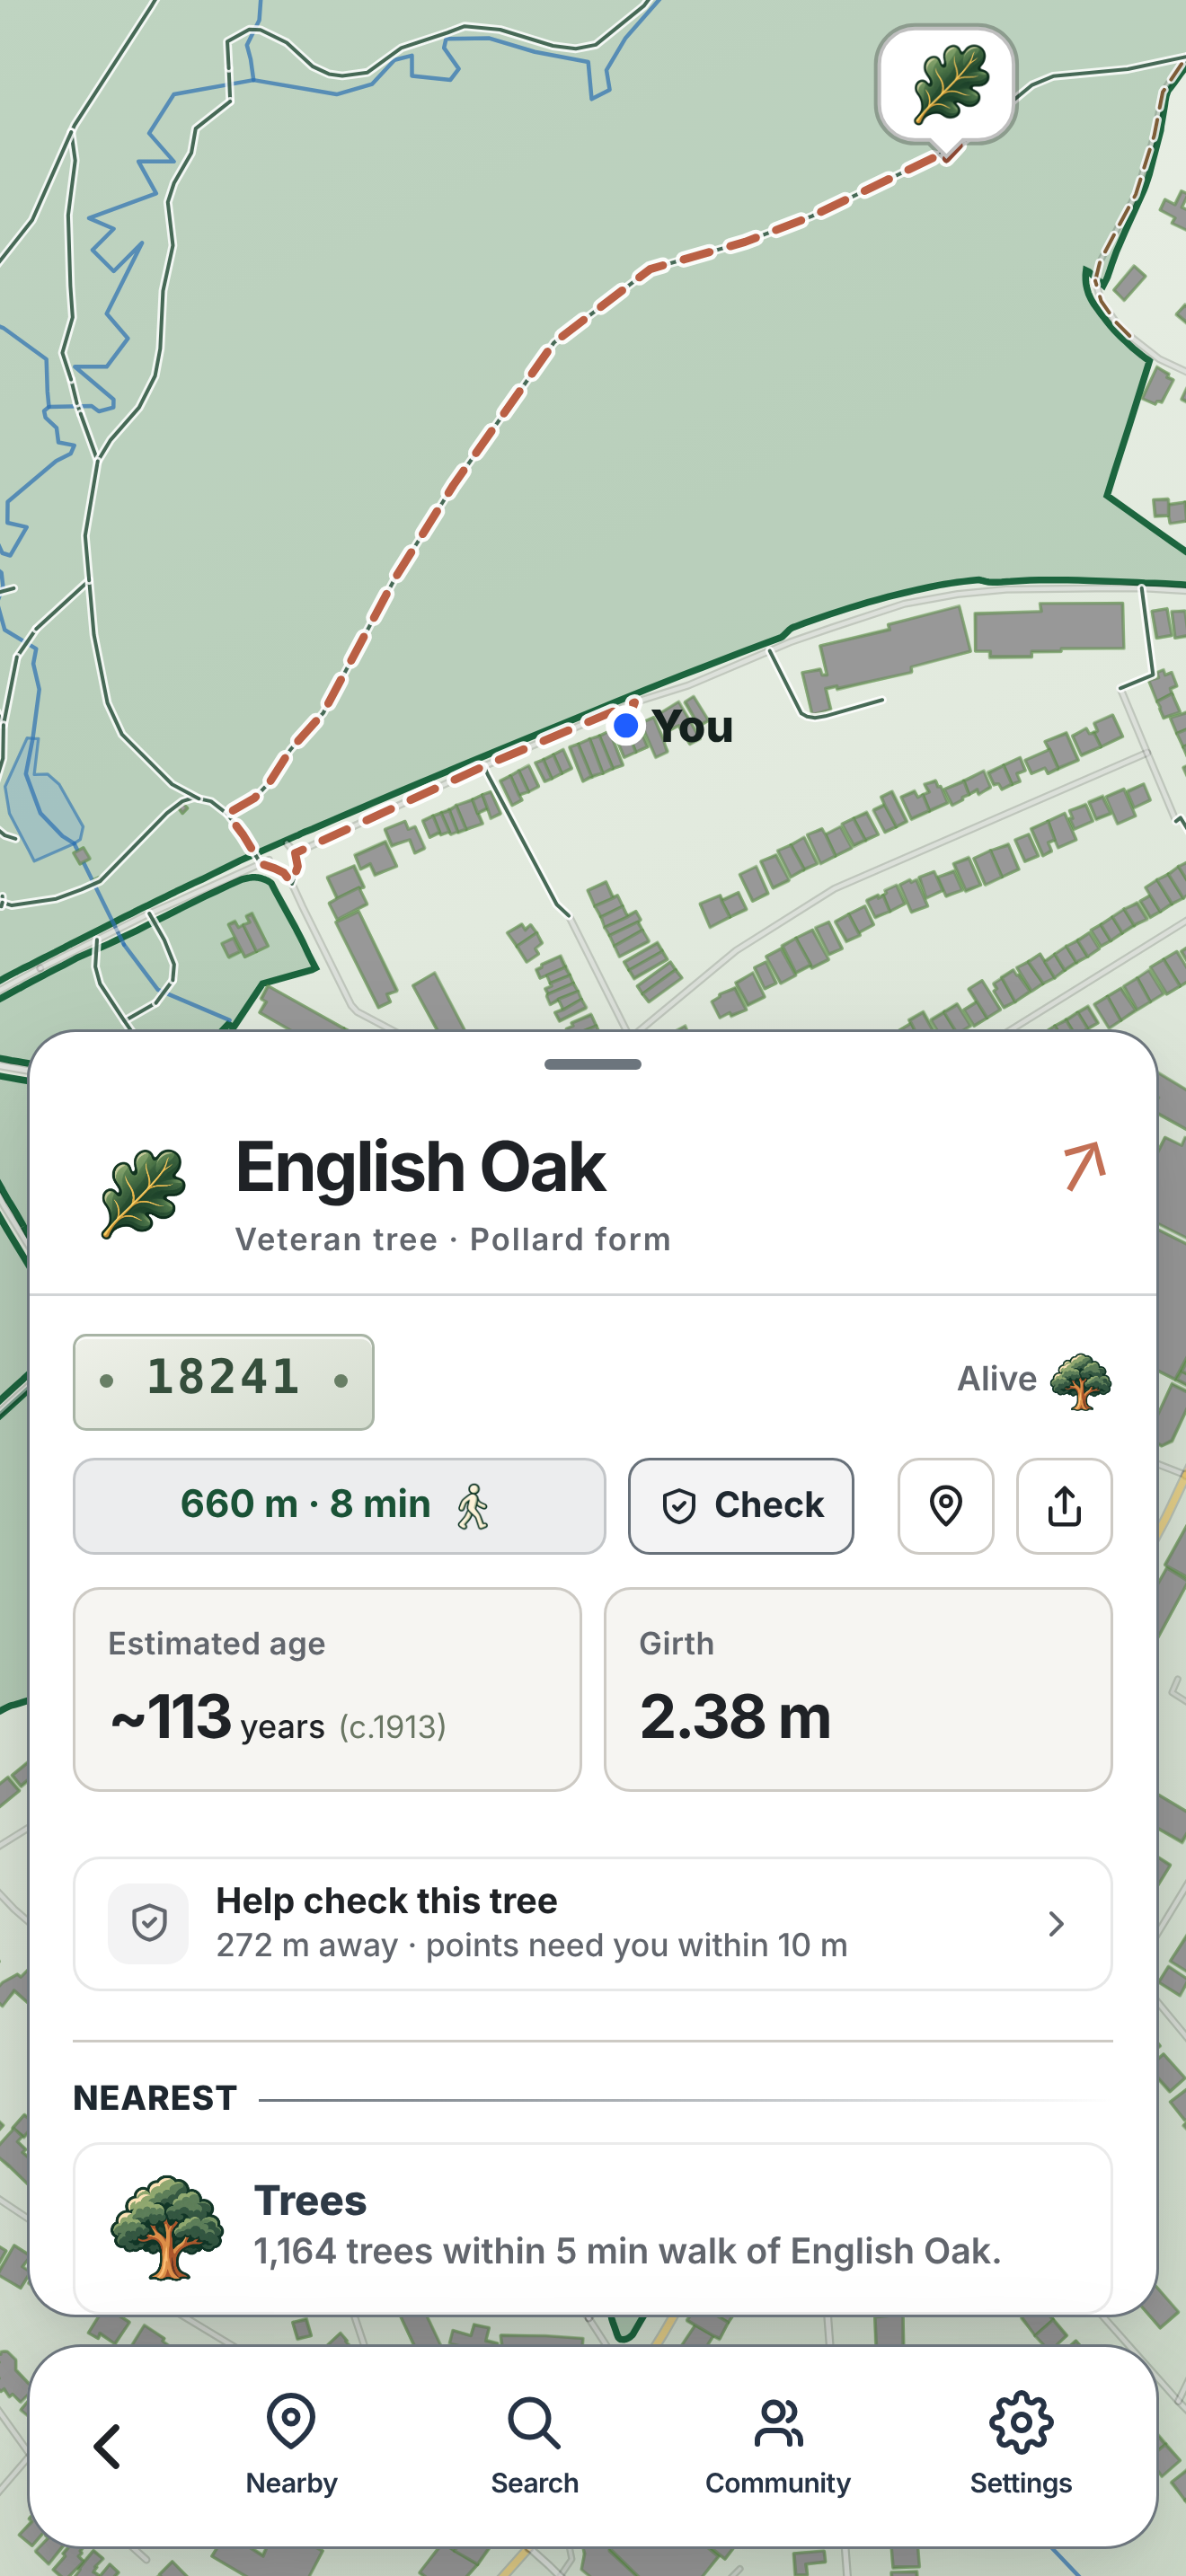 You
English Oak
Veteran tree · Pollard form
• 18241 •
Alive
660 m · 8 min
Check
Estimated age
~113 years (c.1913)
Girth
2.38 m
Help check this tree
272 m away · points need you within 10 m
NEAREST
Trees
1,164 trees within 5 min walk of English Oak.
Nearby
Search
Community
Settings